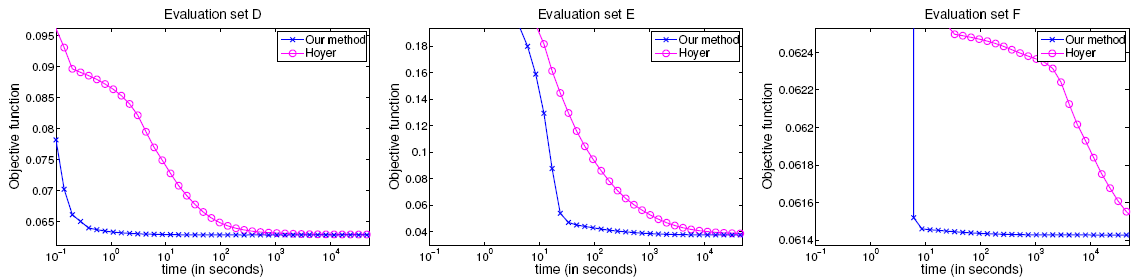 Evaluation set D
Objective function
0.095
0.09
0.085
0.08
0.075
0.07
0.065
Our method
Hoyer
10^-1
10^0
10^1
10^2
10^3
10^4
time (in seconds)
Evaluation set E
Objective function
0.18
0.16
0.14
0.12
0.1
0.08
0.06
0.04
Our method
Hoyer
10^-1
10^0
10^1
10^2
10^3
10^4
time (in seconds)
Evaluation set F
Objective function
0.0624
0.0622
0.062
0.0618
0.0616
0.0614
Our method
Hoyer
10^-1
10^0
10^1
10^2
10^3
10^4
time (in seconds)